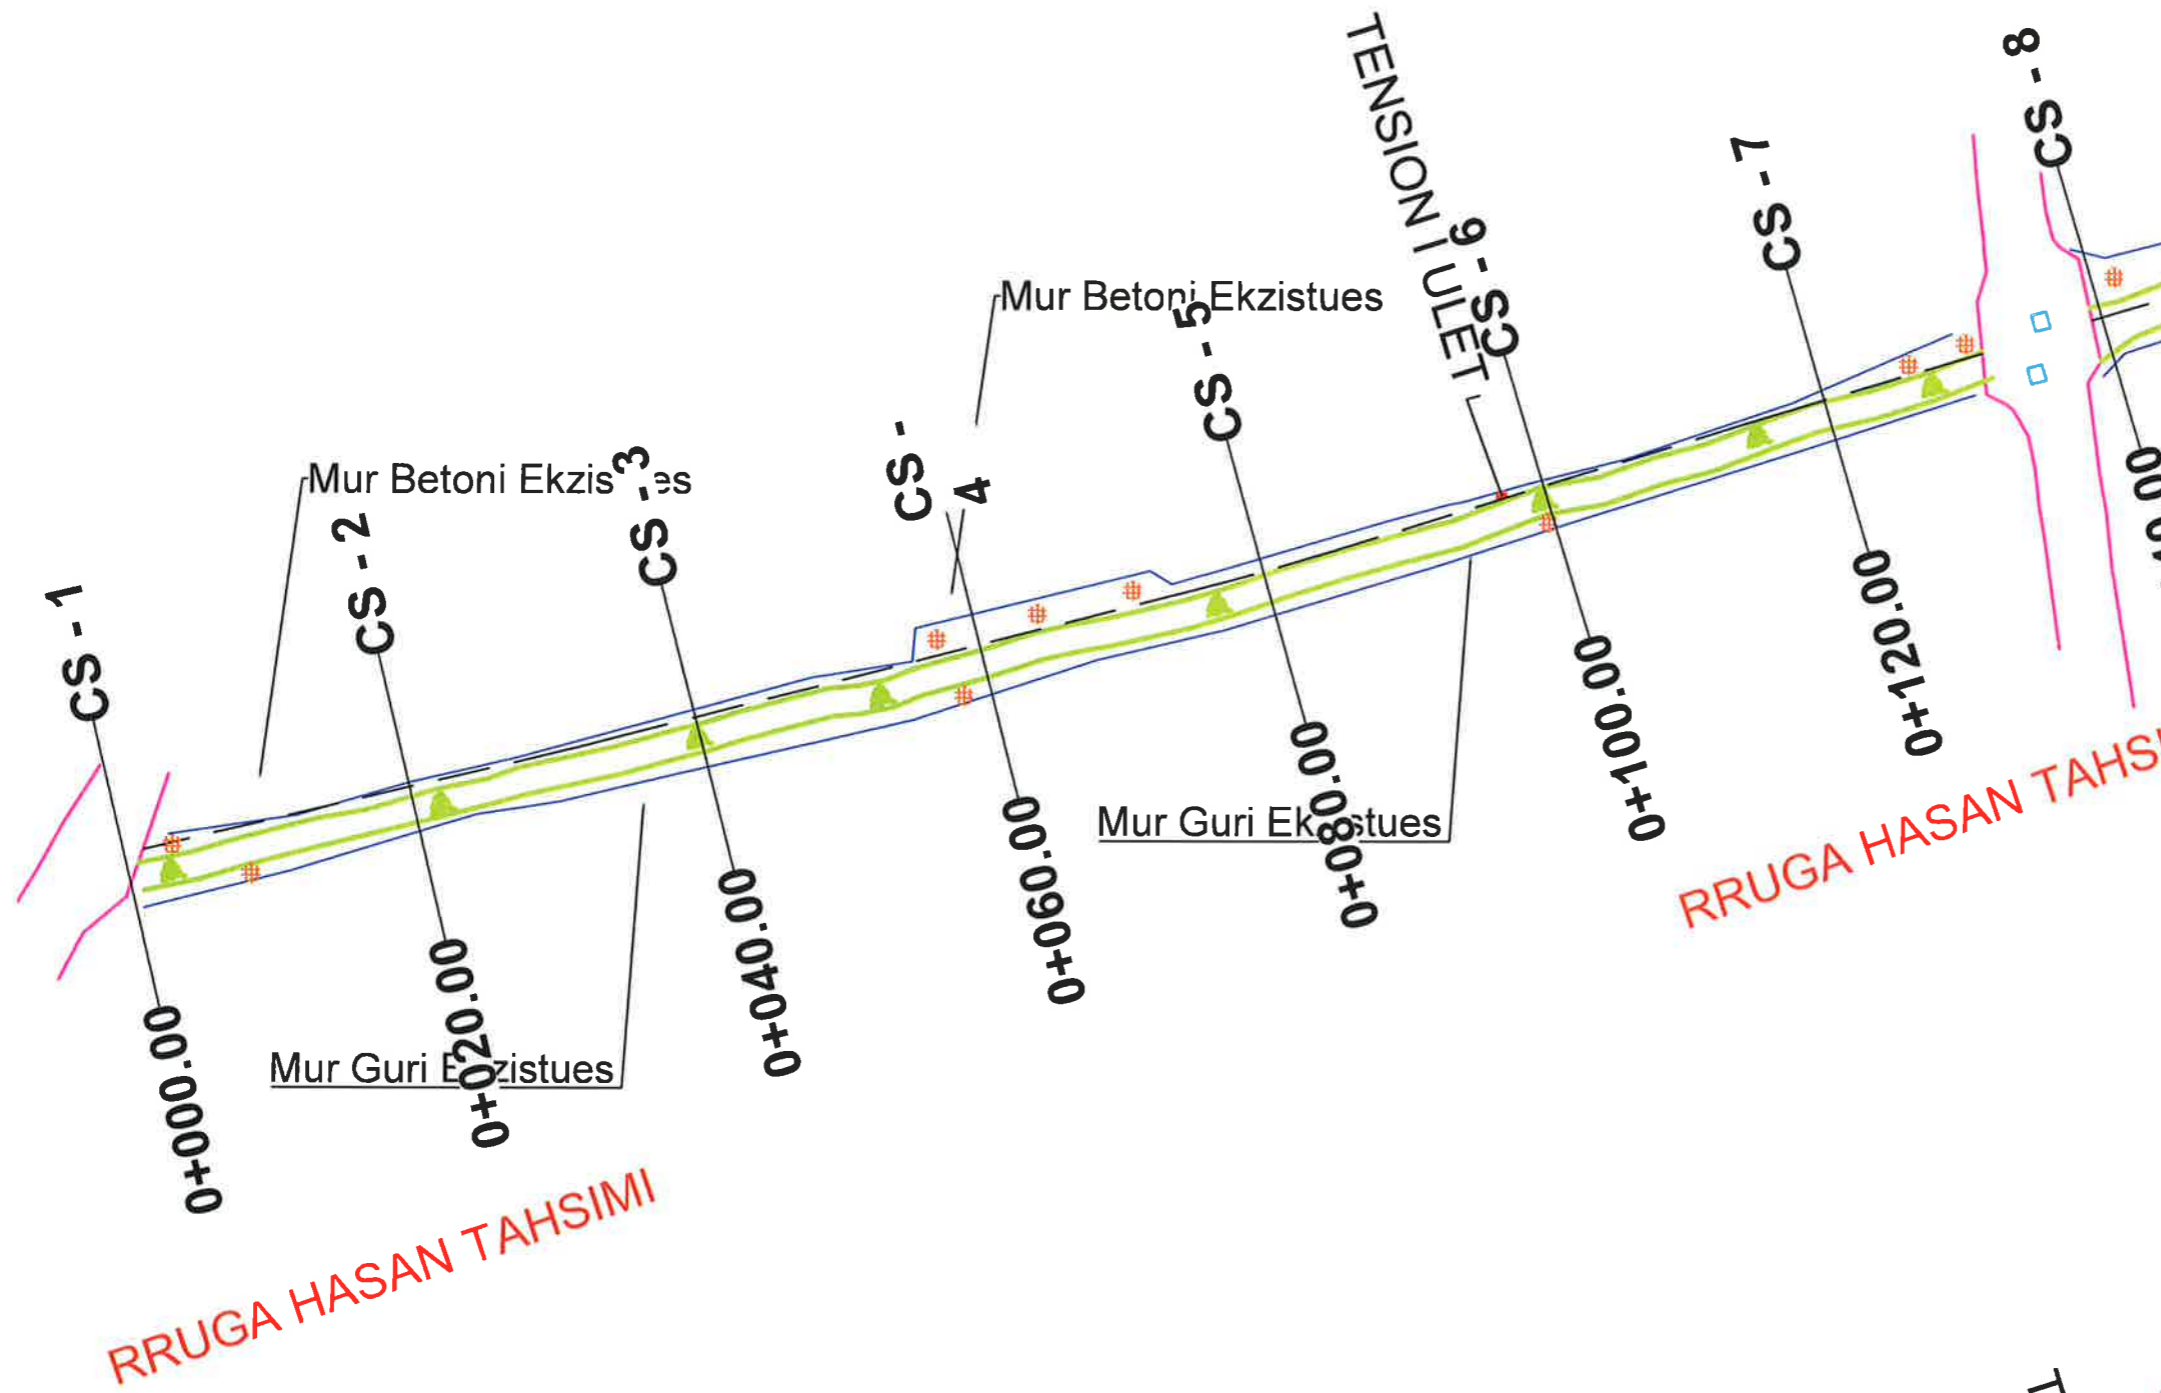 CS - 1
CS - 2
CS - 3
CS - 4
CS - 5
CS - 6
CS - 7
CS - 8
TENSION I ULET
Mur Betoni Ekzistues
Mur Betoni Ekzistues
Mur Guri Ekzistues
Mur Guri Ekzistues
0+000.00
0+020.00
0+040.00
0+060.00
0+080.00
0+100.00
0+120.00
RRUGA HASAN TAHSIMI
RRUGA HASAN TAHS